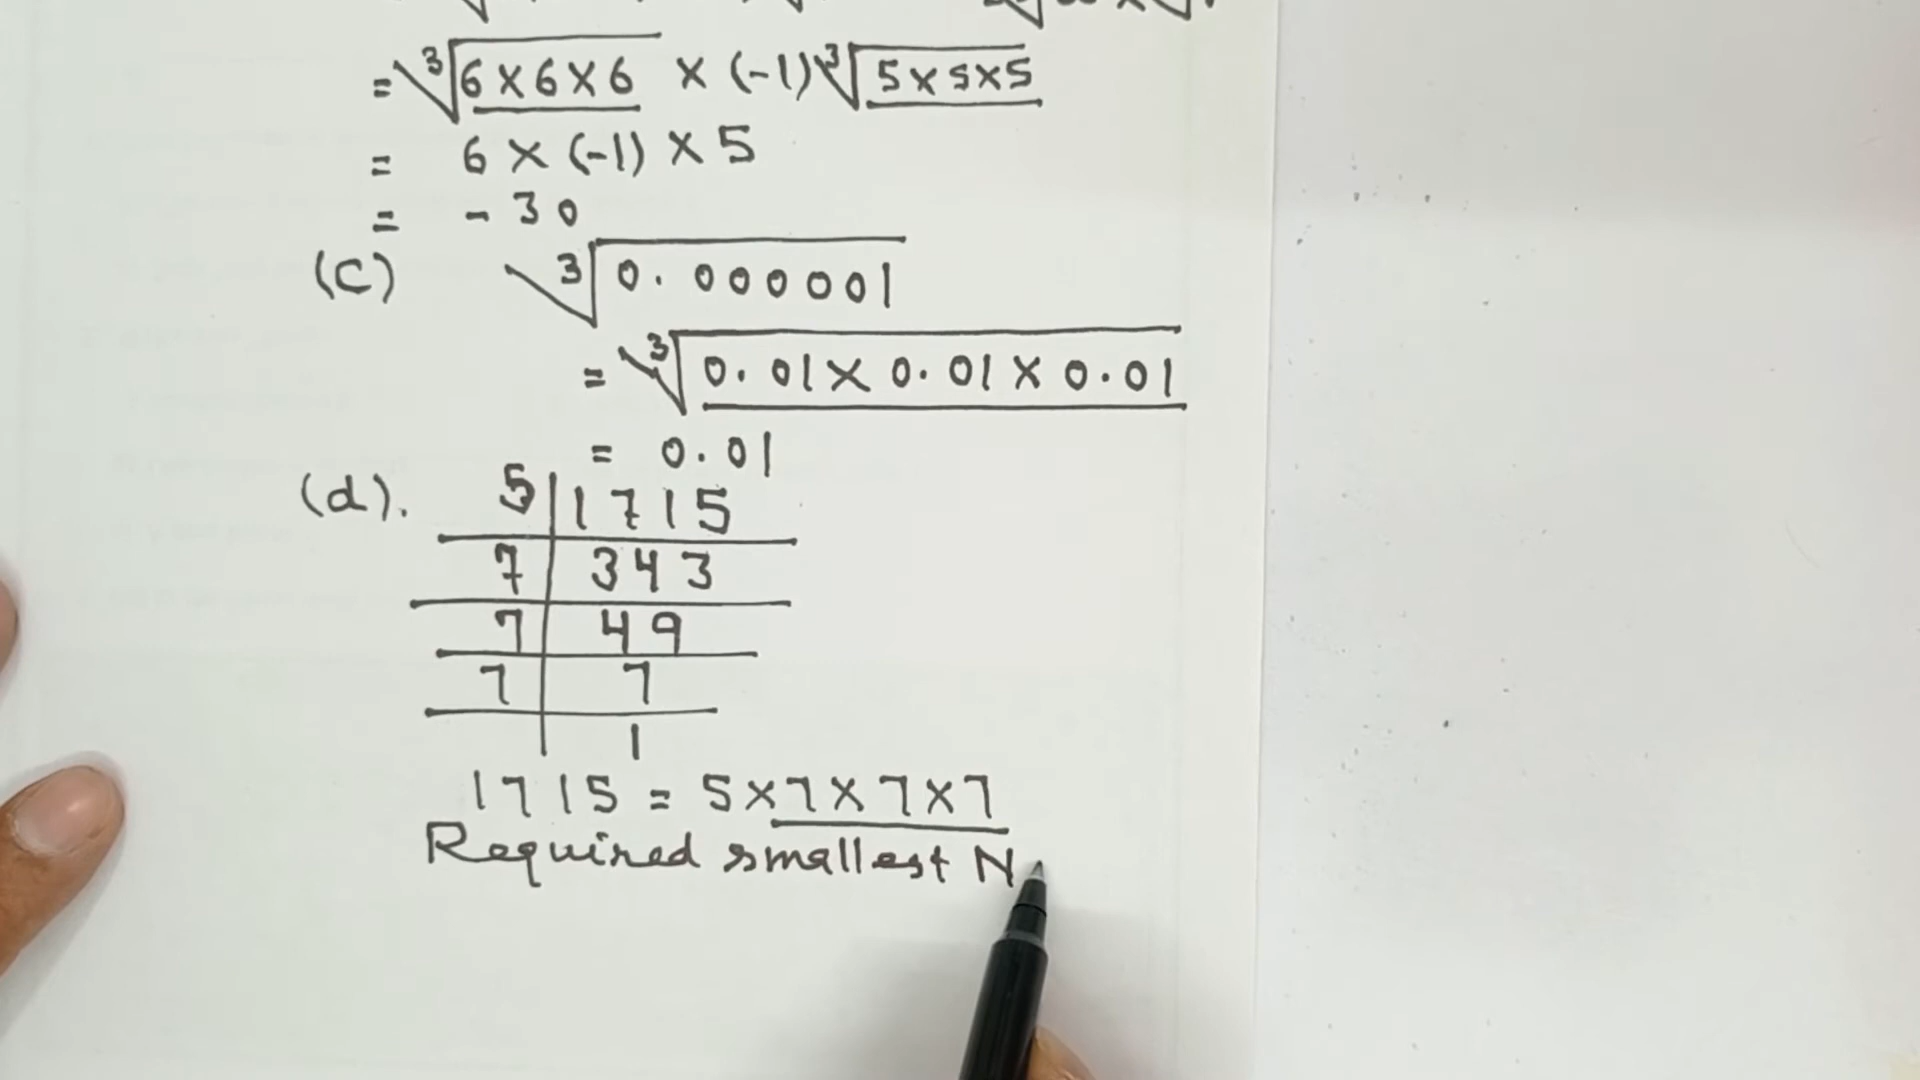 = ∛6×6×6 × (-1) ∛5×5×5
= 6 × (-1) × 5
= - 30
(C) ∛0.000001
= ∛0.01 × 0.01 × 0.01
= 0.01
(d). 5 | 1715
7 | 343
7 | 49
7 | 7
1
1715 = 5×7×7×7
Required smallest N